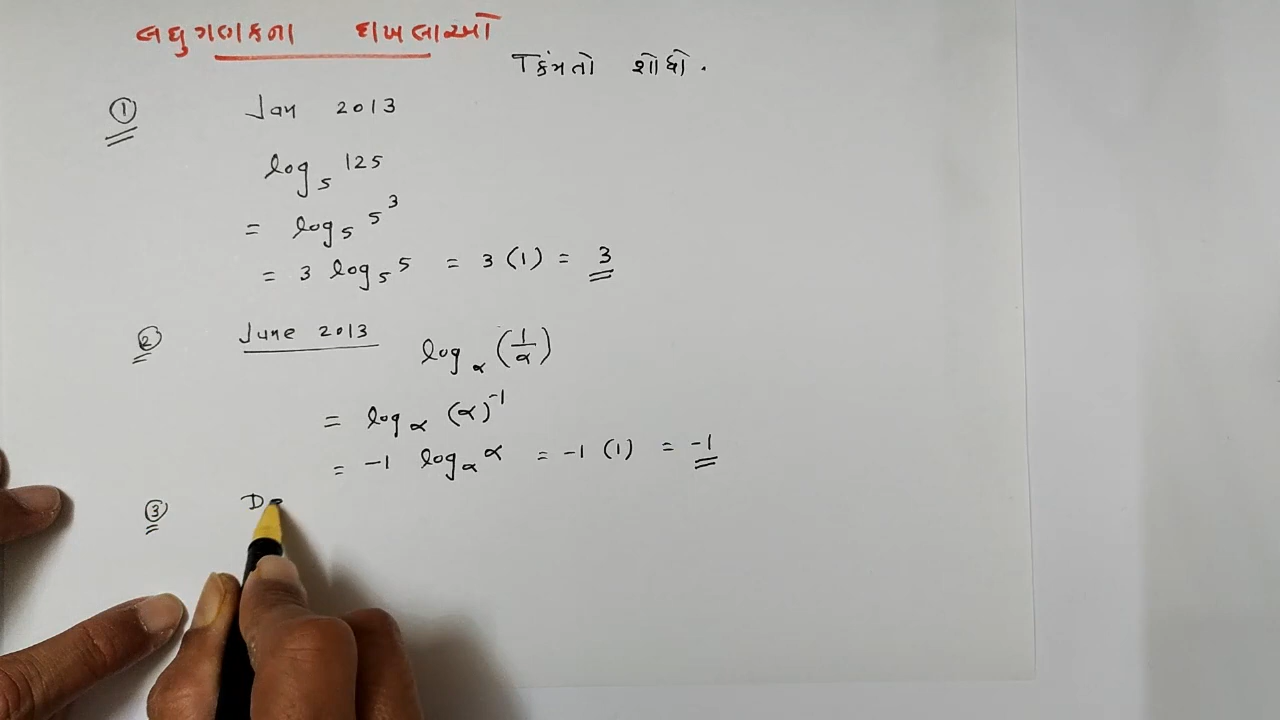 લઘુગણકના દાખલાઓ
કિંમતો શોધો.
① Jan 2013
log₅ 125
= log₅ 5³
= 3 log₅ 5 = 3 (1) = 3
② June 2013 log_α (1/α)
= log_α (α)⁻¹
= -1 log_α α = -1 (1) = -1
③ De